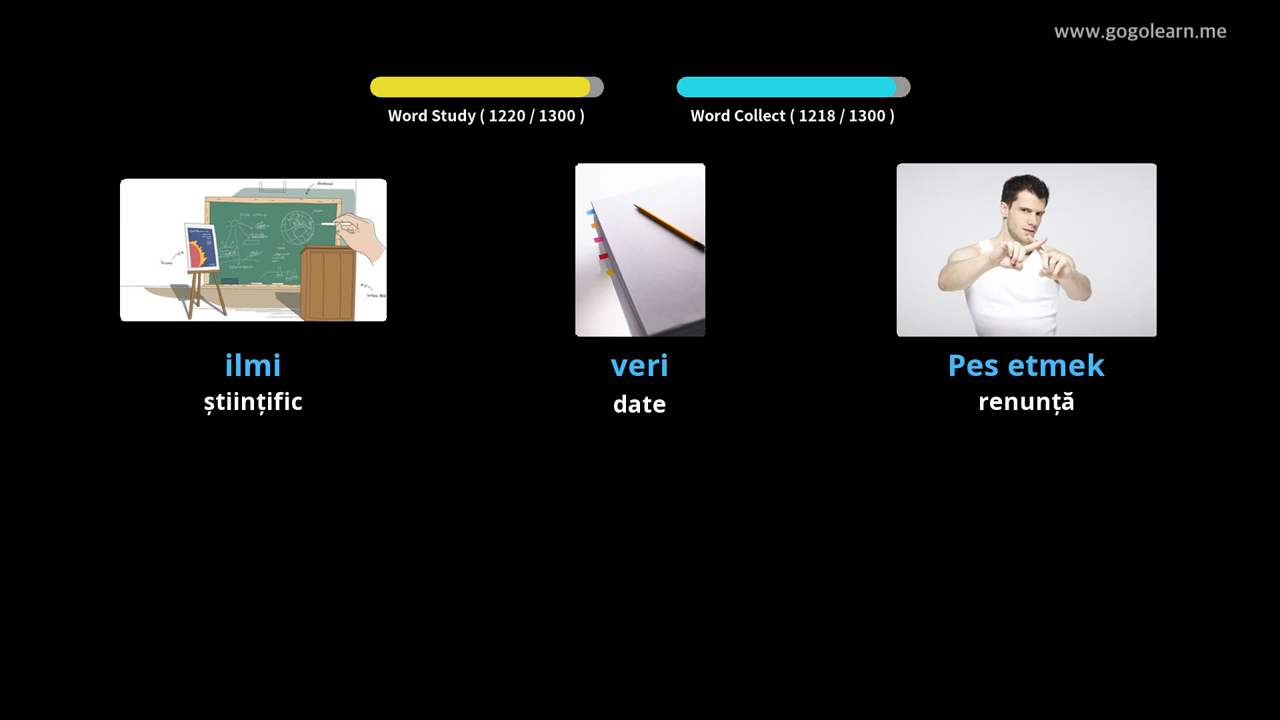 www.gogolearn.me
Word Study ( 1220 / 1300 )
Word Collect ( 1218 / 1300 )
ilmi
științific
veri
date
Pes etmek
renunță